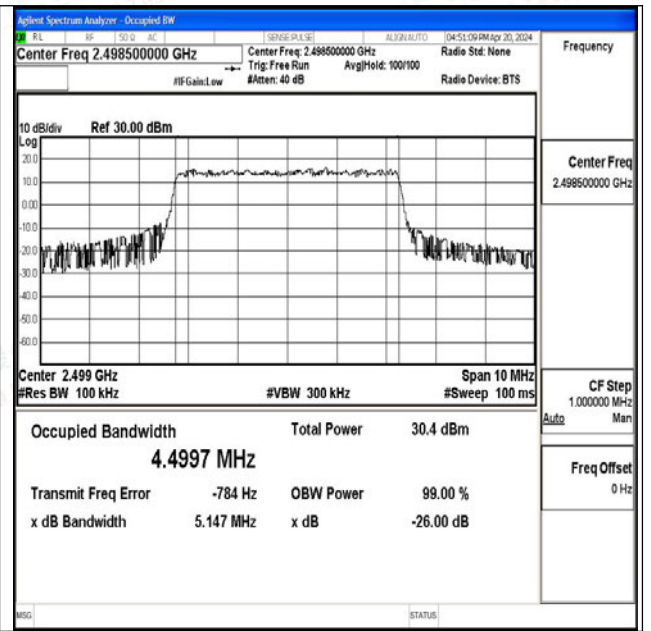 Agilent Spectrum Analyzer - Occupied BW
RL RF 50 Ω AC SENSE:PULSE ALIGN AUTO 04:51:09 PM Apr 20, 2024
Center Freq 2.498500000 GHz
Center Freq: 2.498500000 GHz
Radio Std: None
Trig: Free Run Avg|Hold: 100/100
#IFGain:Low #Atten: 40 dB Radio Device: BTS
10 dB/div Ref 30.00 dBm
Log
20.0
10.0
0.00
-10.0
-20.0
-30.0
-40.0
-50.0
-60.0
Center 2.499 GHz Span 10 MHz
#Res BW 100 kHz #VBW 300 kHz #Sweep 100 ms
Occupied Bandwidth Total Power 30.4 dBm
4.4997 MHz
Transmit Freq Error -784 Hz OBW Power 99.00 %
x dB Bandwidth 5.147 MHz x dB -26.00 dB
MSG STATUS
Frequency
Center Freq
2.498500000 GHz
CF Step
1.000000 MHz
Auto Man
Freq Offset
0 Hz